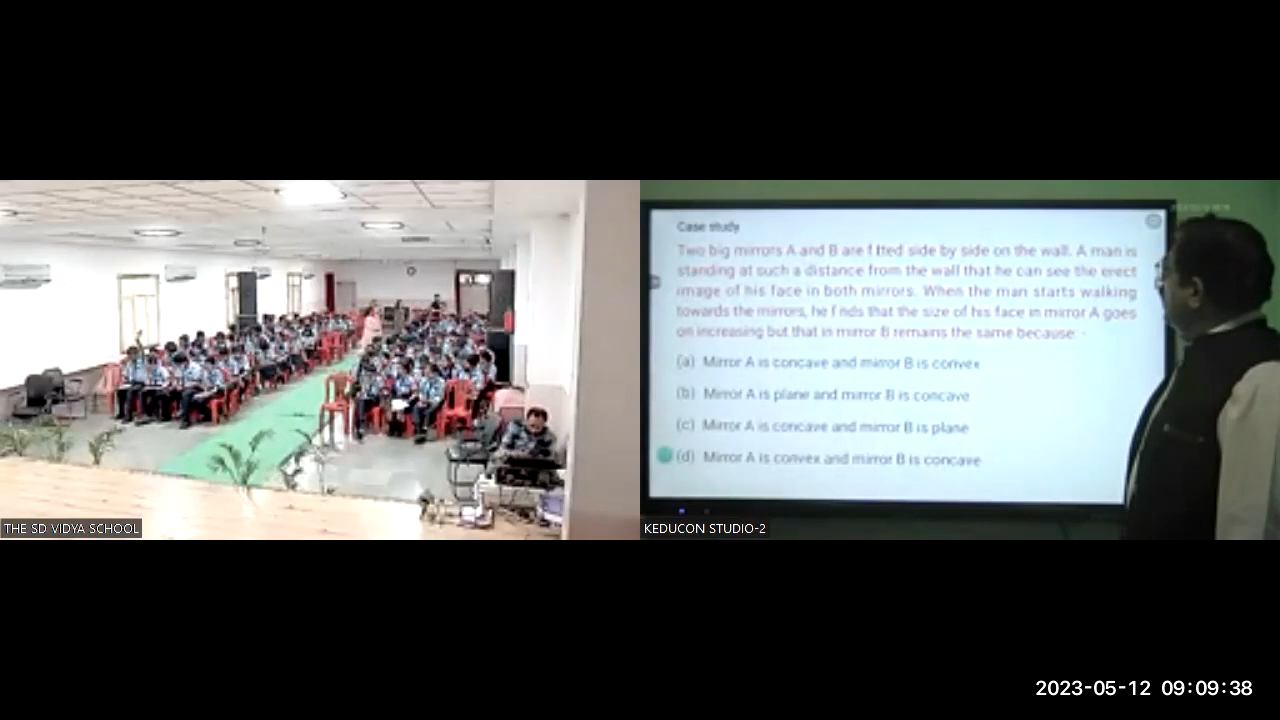 Case study
Two big mirrors A and B are f tted side by side on the wall. A man is
standing at such a distance from the wall that he can see the erect
image of his face in both mirrors. When the man starts walking
towards the mirrors, he f nds that the size of his face in mirror A goes
on increasing but that in mirror B remains the same because: -
(a) Mirror A is concave and mirror B is convex
(b) Mirror A is plane and mirror B is concave
(c) Mirror A is concave and mirror B is plane
(d) Mirror A is convex and mirror B is concave
THE SD VIDYA SCHOOL
KEDUCON STUDIO-2
2023-05-12 09:09:38